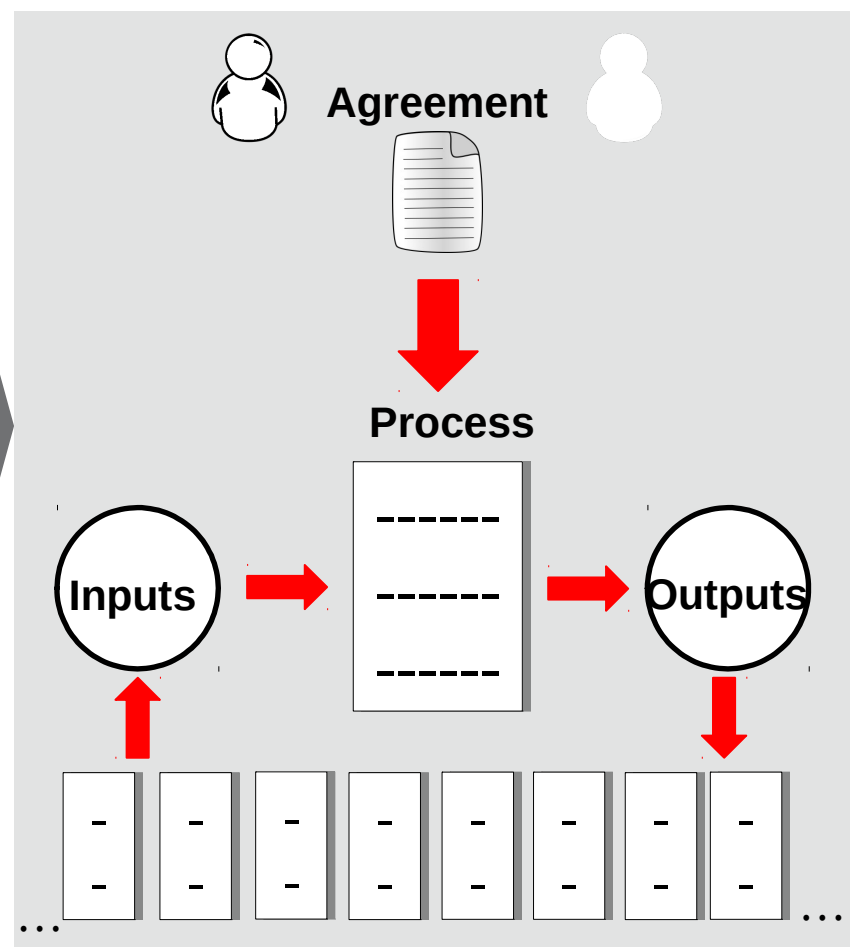 Agreement
Process
Inputs
Outputs
------
------
------
- - - - - - - -
- - - - - - - -
...
...